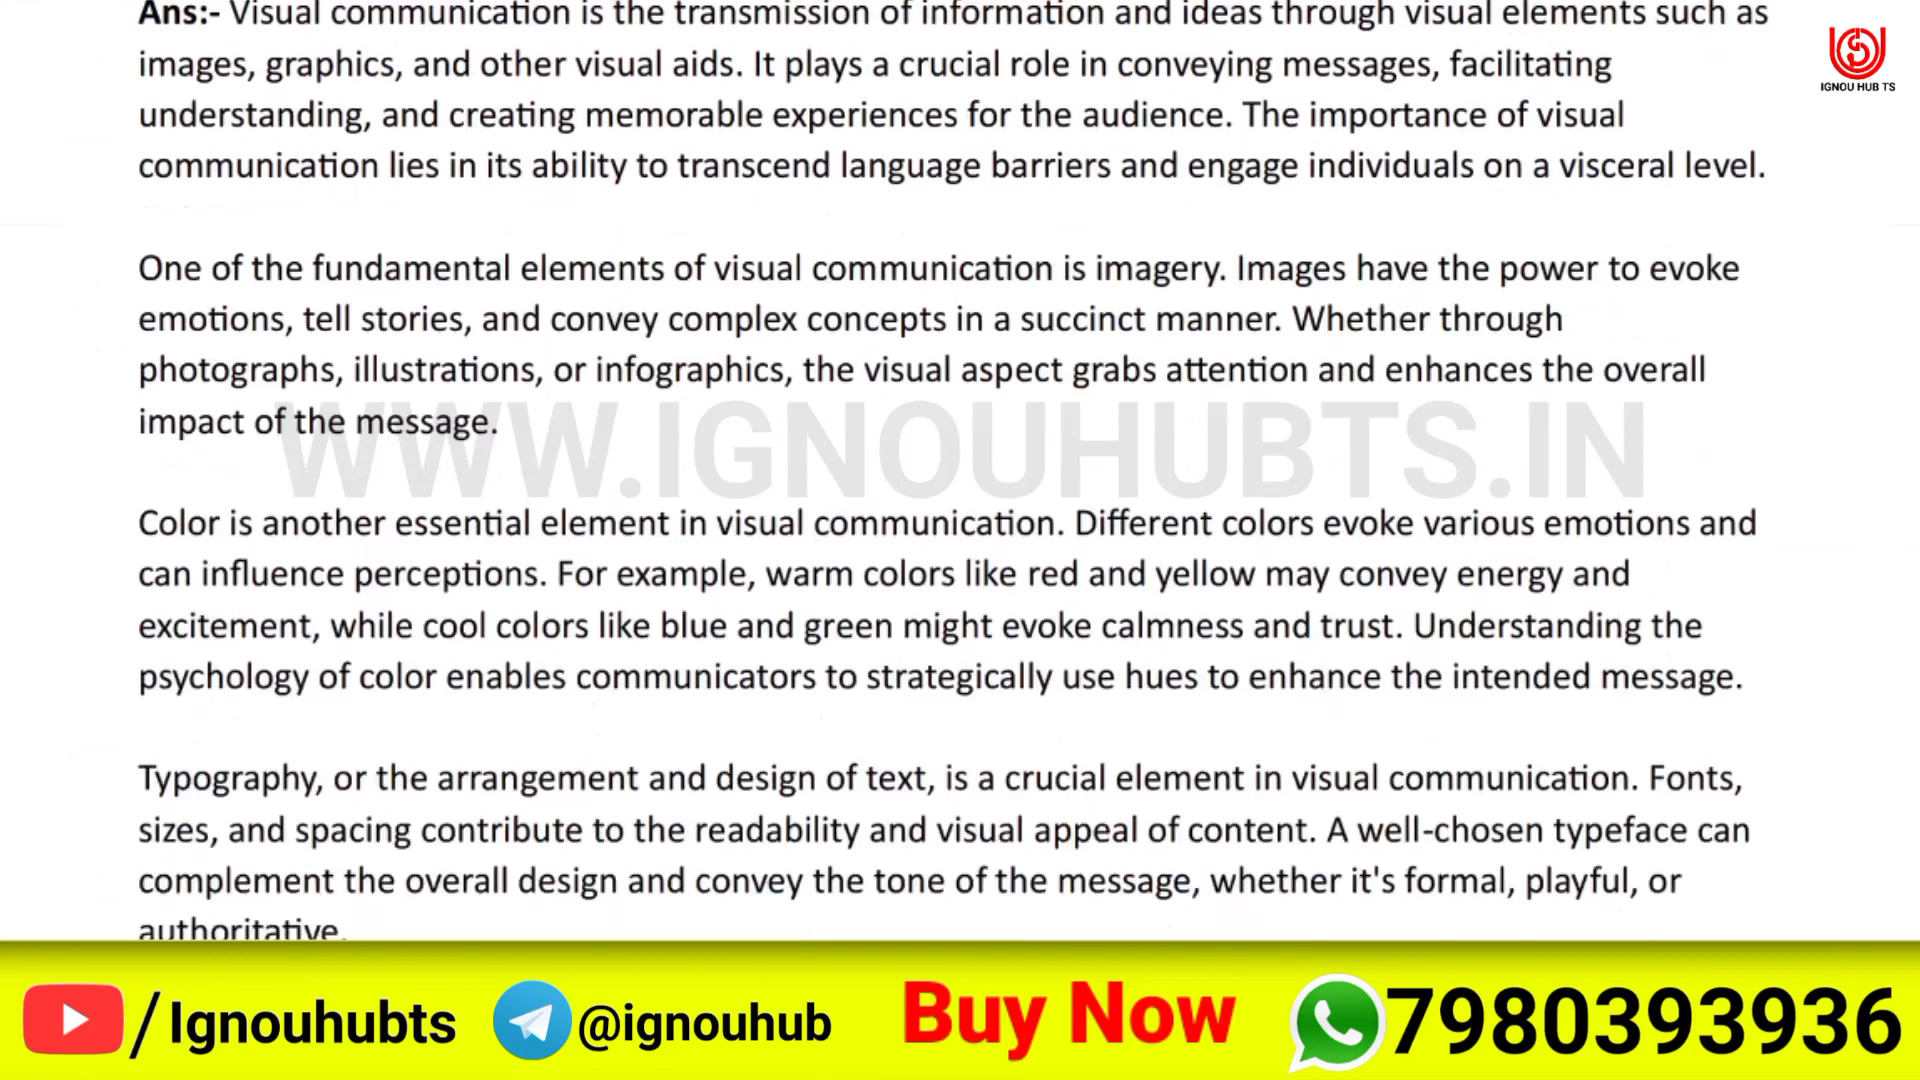 Ans:- Visual communication is the transmission of information and ideas through visual elements such as
images, graphics, and other visual aids. It plays a crucial role in conveying messages, facilitating
understanding, and creating memorable experiences for the audience. The importance of visual
communication lies in its ability to transcend language barriers and engage individuals on a visceral level.
IGNOU HUB TS
One of the fundamental elements of visual communication is imagery. Images have the power to evoke
emotions, tell stories, and convey complex concepts in a succinct manner. Whether through
photographs, illustrations, or infographics, the visual aspect grabs attention and enhances the overall
impact of the message.
WWW.IGNOUHUBTS.IN
Color is another essential element in visual communication. Different colors evoke various emotions and
can influence perceptions. For example, warm colors like red and yellow may convey energy and
excitement, while cool colors like blue and green might evoke calmness and trust. Understanding the
psychology of color enables communicators to strategically use hues to enhance the intended message.
Typography, or the arrangement and design of text, is a crucial element in visual communication. Fonts,
sizes, and spacing contribute to the readability and visual appeal of content. A well-chosen typeface can
complement the overall design and convey the tone of the message, whether it's formal, playful, or
authoritative.
/Ignouhubts @ignouhub Buy Now 7980393936